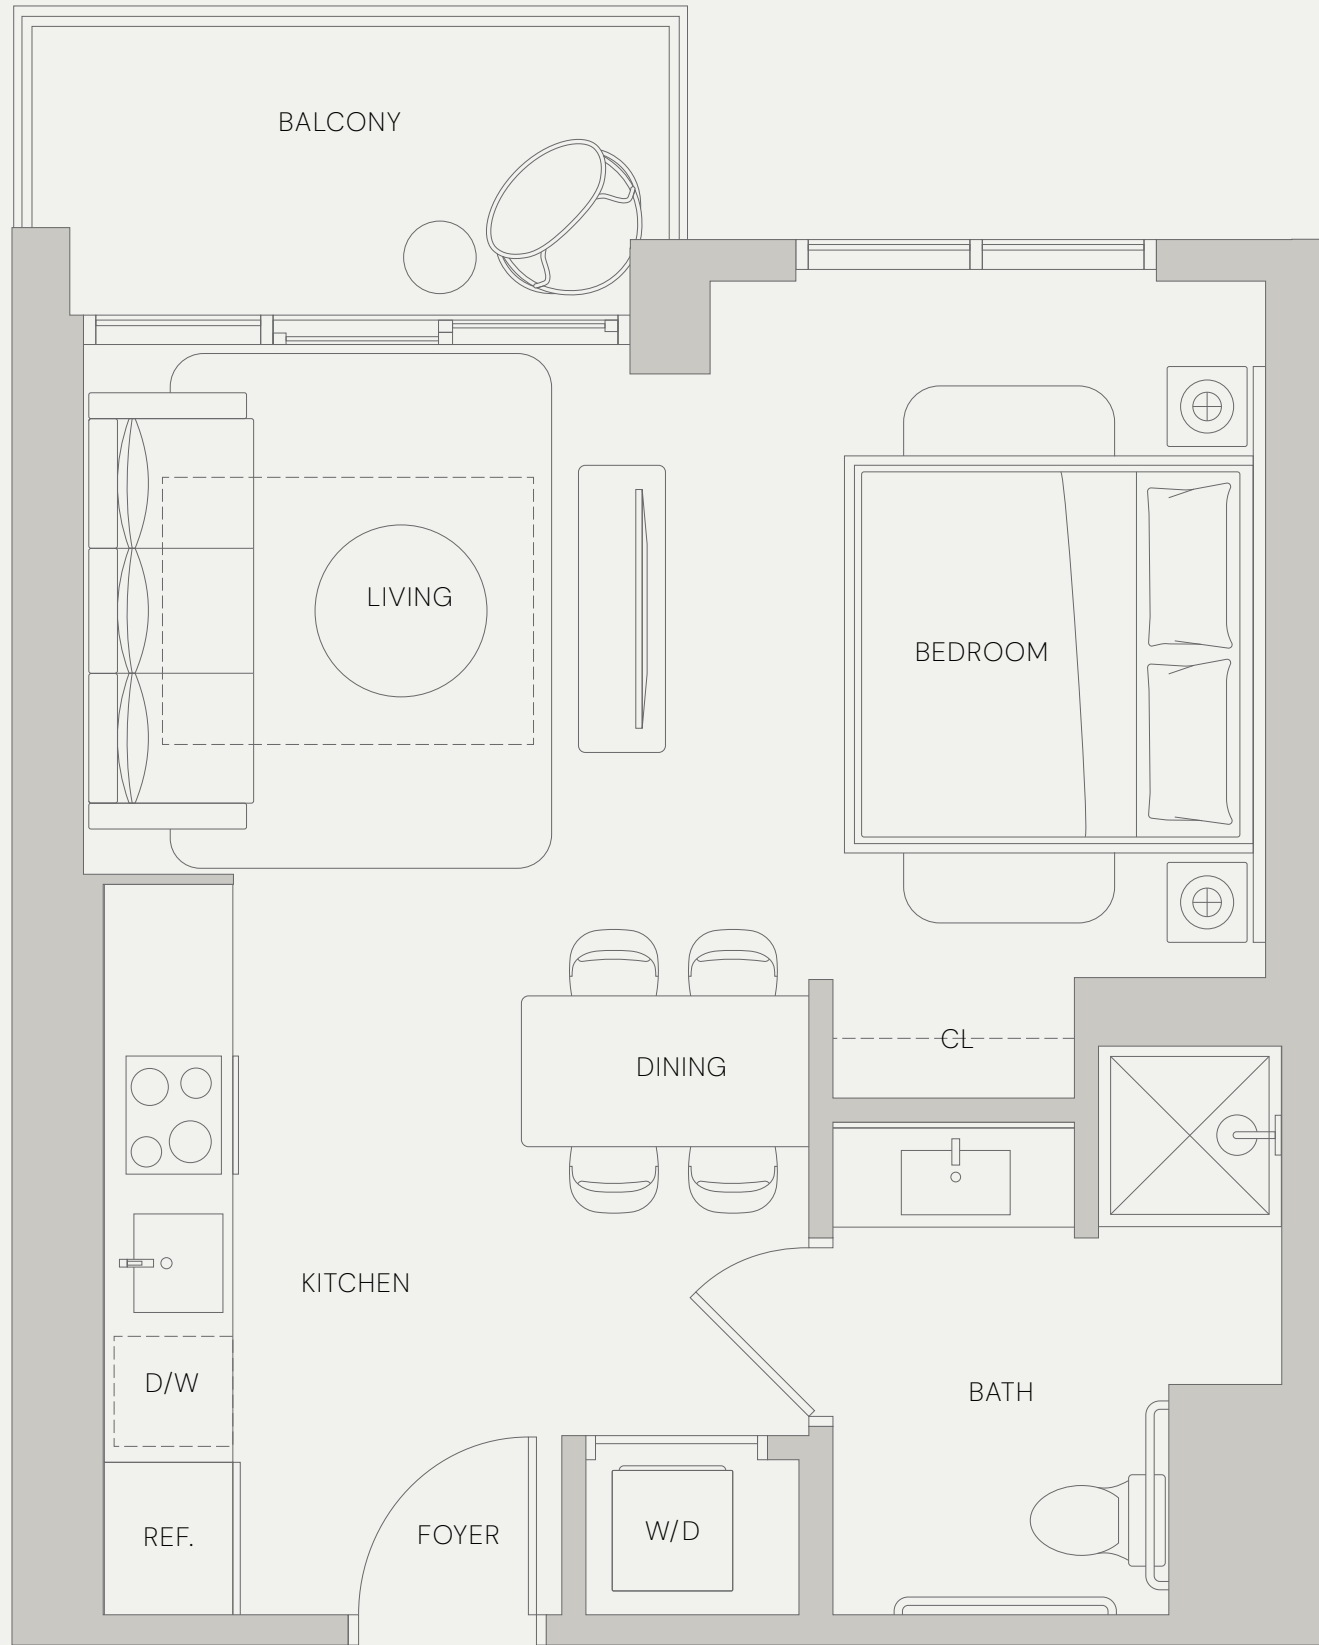 BALCONY
LIVING
BEDROOM
CL
DINING
KITCHEN
D/W
BATH
REF.
FOYER
W/D